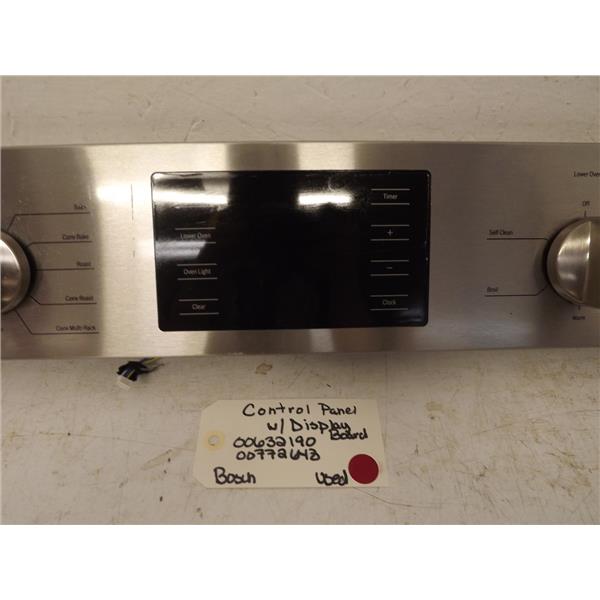 Bake
Conv Bake
Roast
Conv Roast
Conv Multi Rack
Lower Oven
Oven Light
Clear
Timer
+
−
Clock
Lower Oven
Off
Self Clean
Broil
Warm
Control Panel
w/ Display
Board
00632190
00772643
Bosch
Used